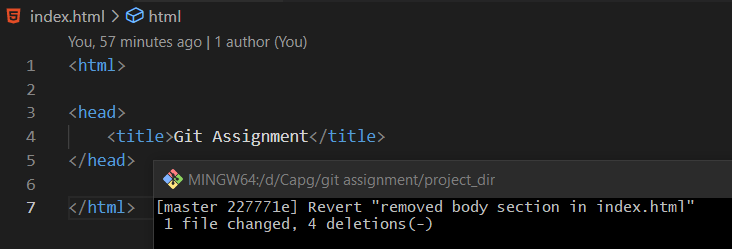 index.html > html
You, 57 minutes ago | 1 author (You)
1 <html>
2
3 <head>
4 <title>Git Assignment</title>
5 </head>
6
7 </html>
MINGW64:/d/Capg/git assignment/project_dir
[master 227771e] Revert "removed body section in index.html"
1 file changed, 4 deletions(-)